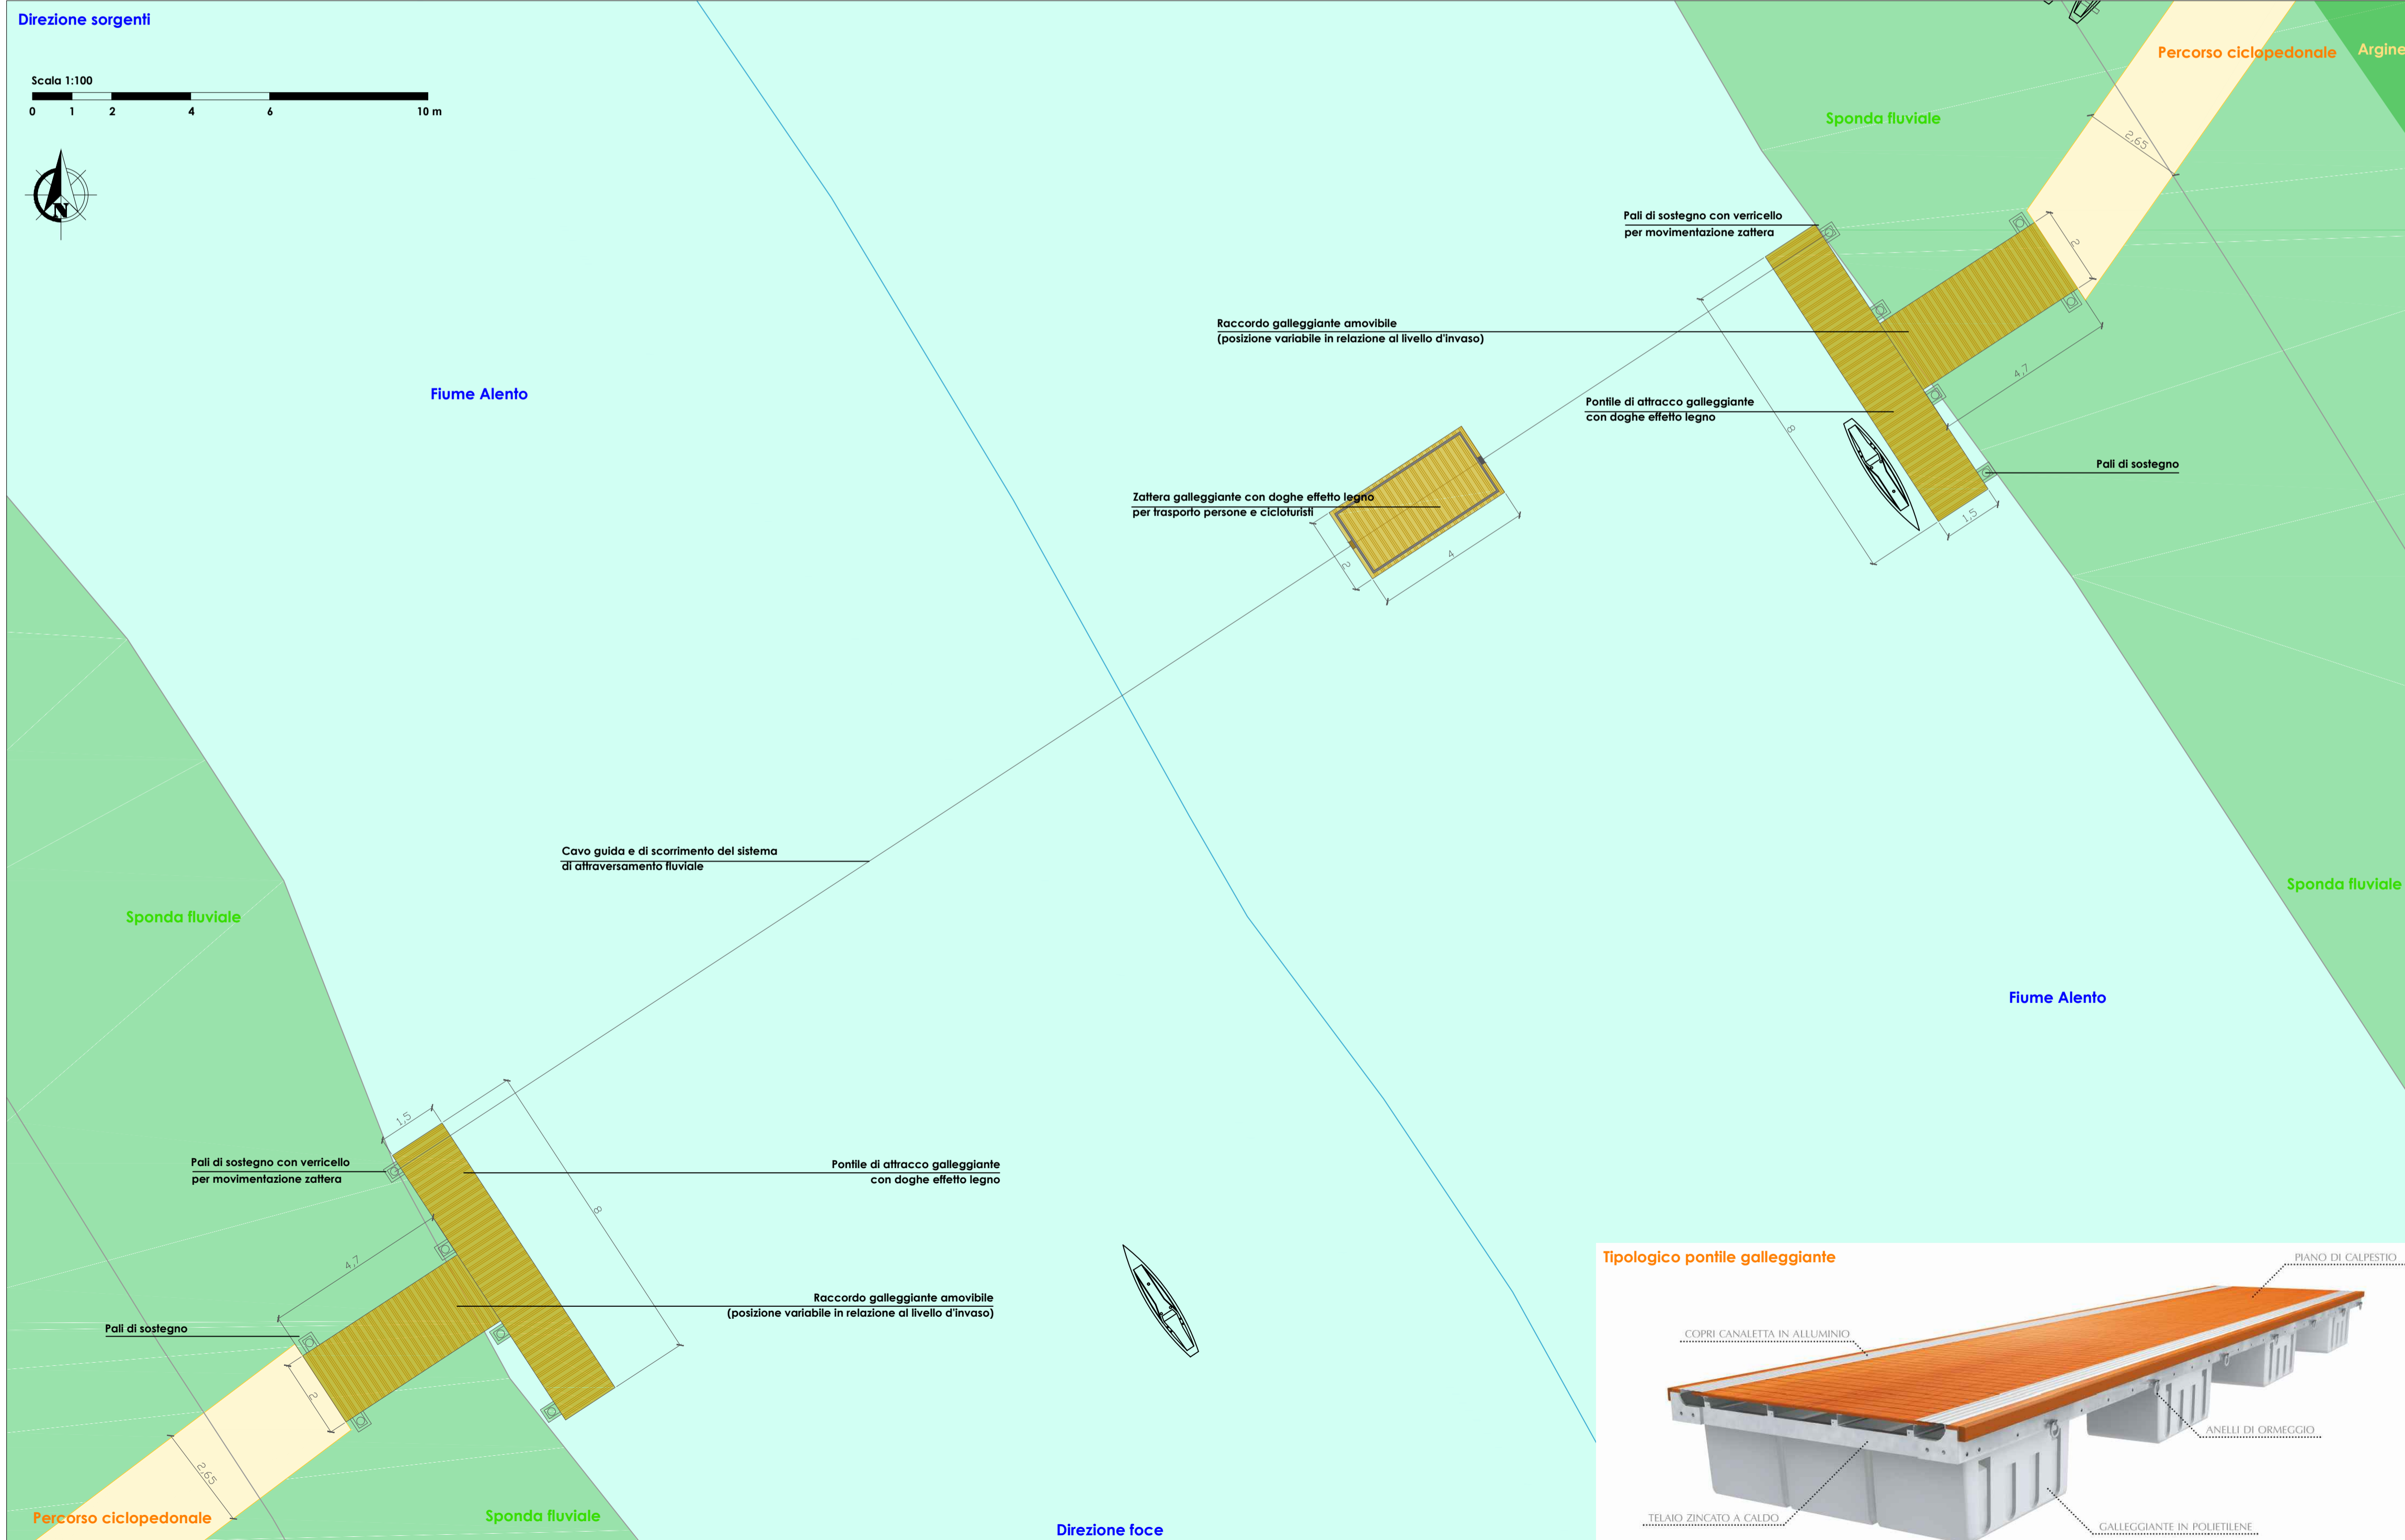 Direzione sorgenti
Scala 1:100
0 1 2 4 6 10 m
N
Percorso ciclopedonale
Argine
Sponda fluviale
2,65
Pali di sostegno con verricello
per movimentazione zattera
2
Raccordo galleggiante amovibile
(posizione variabile in relazione al livello d'invaso)
4,7
Fiume Alento
Pontile di attracco galleggiante
con doghe effetto legno
8
Pali di sostegno
Zattera galleggiante con doghe effetto legno
per trasporto persone e cicloturisti
1,5
4
2
Cavo guida e di scorrimento del sistema
di attraversamento fluviale
Sponda fluviale
Sponda fluviale
Fiume Alento
1,5
Pali di sostegno con verricello
per movimentazione zattera
Pontile di attracco galleggiante
con doghe effetto legno
8
4,7
Raccordo galleggiante amovibile
(posizione variabile in relazione al livello d'invaso)
Pali di sostegno
2
2,65
Percorso ciclopedonale
Sponda fluviale
Direzione foce
Tipologico pontile galleggiante
PIANO DI CALPESTIO
COPRI CANALETTA IN ALLUMINIO
ANELLI DI ORMEGGIO
TELAIO ZINCATO A CALDO
GALLEGGIANTE IN POLIETILENE